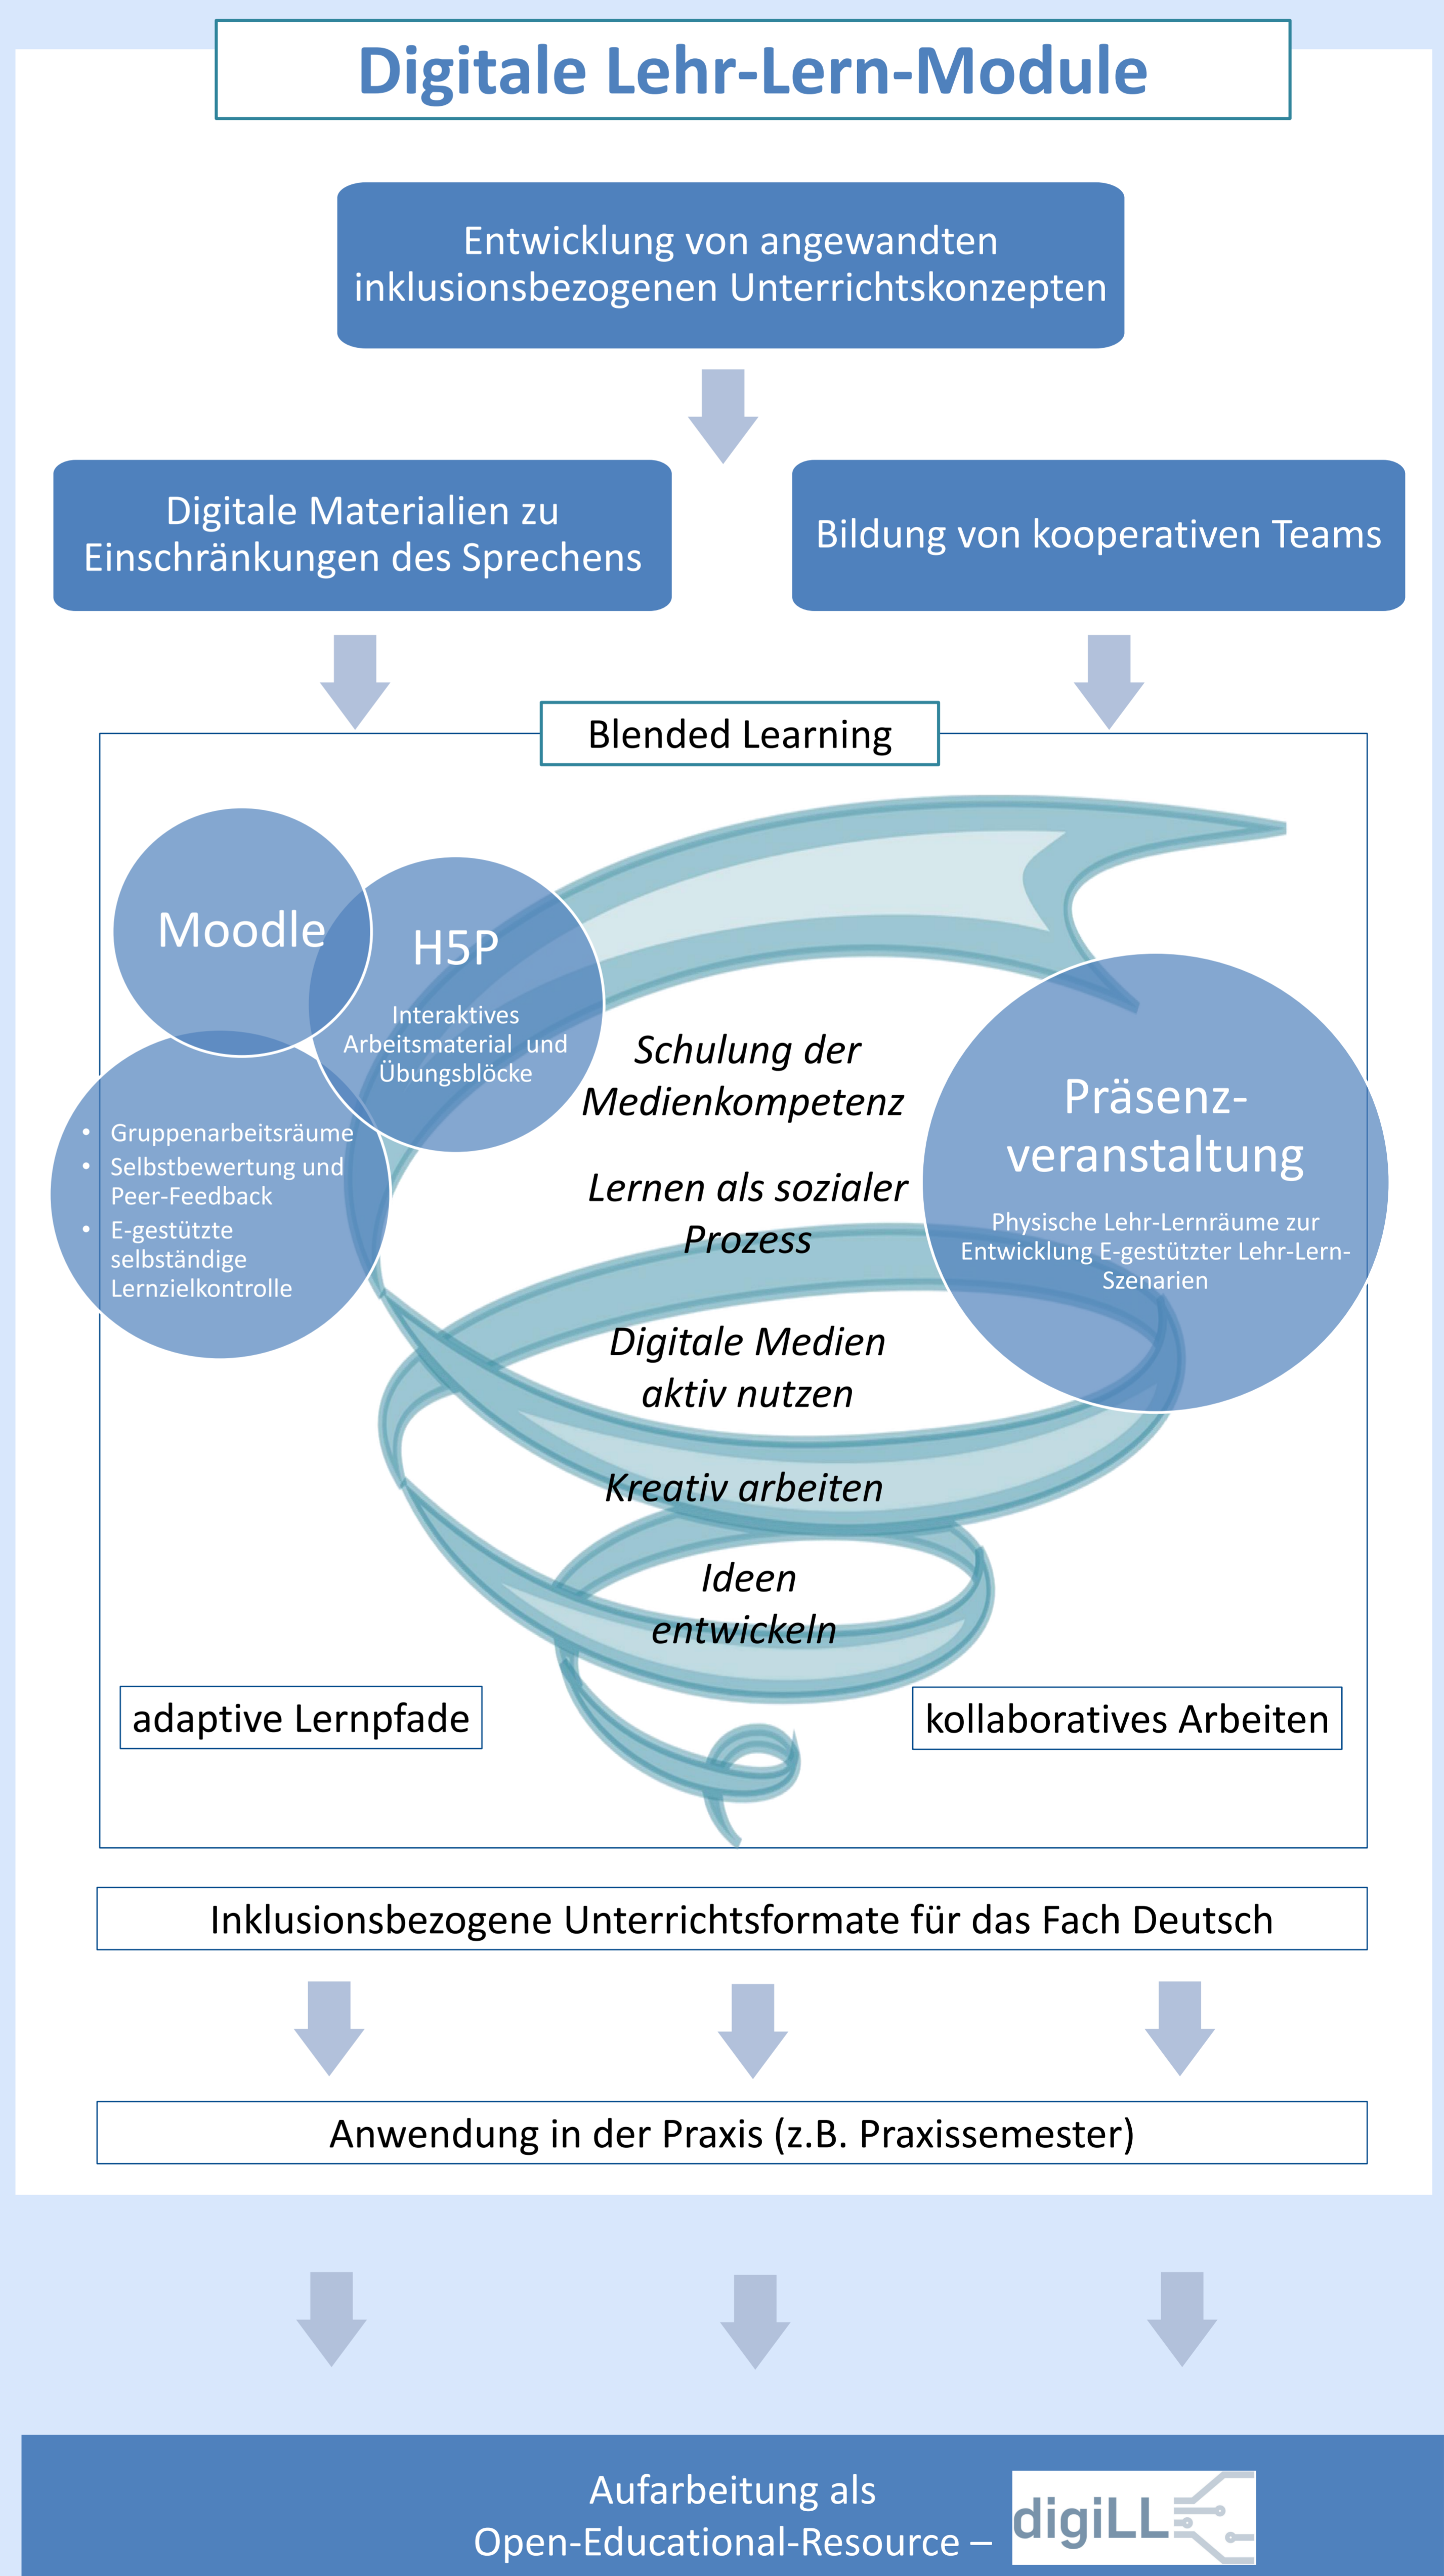 Digitale Lehr-Lern-Module
Entwicklung von angewandten
inklusionsbezogenen Unterrichtskonzepten
Digitale Materialien zu
Einschränkungen des Sprechens
Bildung von kooperativen Teams
Blended Learning
Moodle
H5P
Interaktives
Arbeitsmaterial und
Übungsblöcke
• Gruppenarbeitsräume
• Selbstbewertung und
Peer-Feedback
• E-gestützte
selbständige
Lernzielkontrolle
Schulung der
Medienkompetenz
Lernen als sozialer
Prozess
Digitale Medien
aktiv nutzen
Kreativ arbeiten
Ideen
entwickeln
Präsenz-
veranstaltung
Physische Lehr-Lernräume zur
Entwicklung E-gestützter Lehr-Lern-
Szenarien
adaptive Lernpfade
kollaboratives Arbeiten
Inklusionsbezogene Unterrichtsformate für das Fach Deutsch
Anwendung in der Praxis (z.B. Praxissemester)
Aufarbeitung als
Open-Educational-Resource –
digiLL